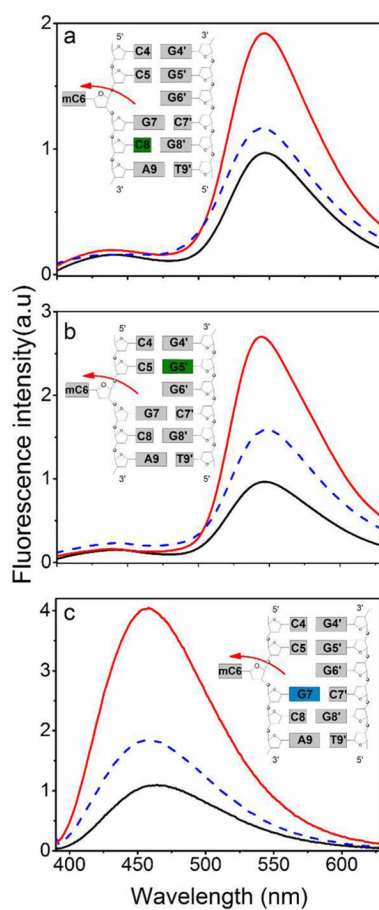 a
5' 3'
C4 G4'
C5 G5'
mC6 G6'
G7 C7'
C8 G8'
A9 T9'
3' 5'
2
1
0
b
5' 3'
C4 G4'
C5 G5'
mC6 G6'
G7 C7'
C8 G8'
A9 T9'
3' 5'
3
2
1
0
Fluorescence intensity(a.u)
c
5' 3'
C4 G4'
C5 G5'
mC6 G6'
G7 C7'
C8 G8'
A9 T9'
3' 5'
4
3
2
1
0
400 450 500 550 600
Wavelength (nm)